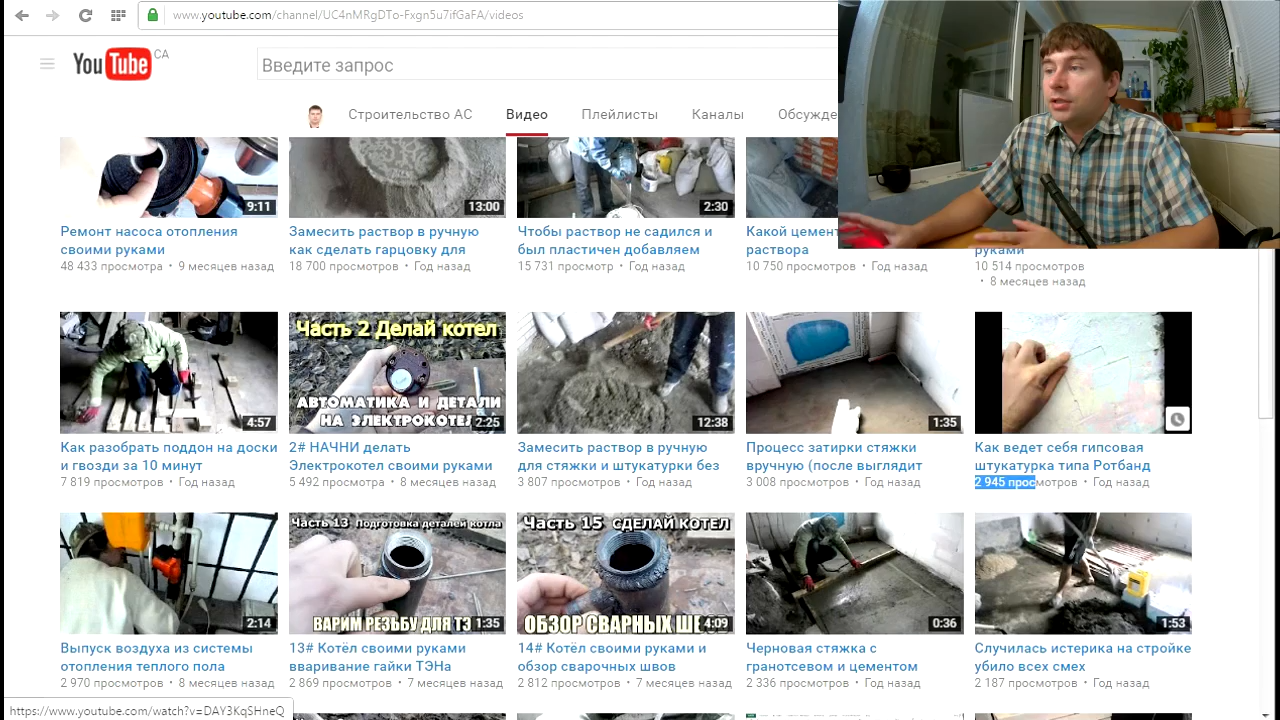 www.youtube.com/channel/UC4nMRgDTo-Fxgn5u7ifGaFA/videos
YouTube CA
Введите запрос
Строительство АС
Видео
Плейлисты
Каналы
Обсужде
9:11
13:00
2:30
Ремонт насоса отопления
своими руками
48 433 просмотра • 9 месяцев назад
Замесить раствор в ручную
как сделать гарцовку для
18 700 просмотров • Год назад
Чтобы раствор не садился и
был пластичен добавляем
15 731 просмотр • Год назад
Какой цемент
раствора
10 750 просмотров • Год назад
руками
10 514 просмотров
• 8 месяцев назад
4:57
Часть 2 Делай котел
АВТОМАТИКА И ДЕТАЛИ
НА ЭЛЕКТРОКОТЕЛ
2:25
12:38
1:35
Как разобрать поддон на доски
и гвозди за 10 минут
7 819 просмотров • Год назад
2# НАЧНИ делать
Электрокотел своими руками
5 492 просмотра • 8 месяцев назад
Замесить раствор в ручную
для стяжки и штукатурки без
3 807 просмотров • Год назад
Процесс затирки стяжки
вручную (после выглядит
3 008 просмотров • Год назад
Как ведет себя гипсовая
штукатурка типа Ротбанд
2 945 просмотров • Год назад
2:14
Часть 13 Подготовка деталей котла
ВАРИМ РЕЗЬБУ ДЛЯ ТЭ
1:35
Часть 15 СДЕЛАЙ КОТЕЛ
ОБЗОР СВАРНЫХ ШВ
4:09
0:36
1:53
Выпуск воздуха из системы
отопления теплого пола
2 970 просмотров • 8 месяцев назад
13# Котёл своими руками
вваривание гайки ТЭНа
2 869 просмотров • 7 месяцев назад
14# Котёл своими руками и
обзор сварочных швов
2 812 просмотров • 7 месяцев назад
Черновая стяжка с
гранотсевом и цементом
2 336 просмотров • Год назад
Случилась истерика на стройке
убило всех смех
2 187 просмотров • Год назад
https://www.youtube.com/watch?v=DAY3KqSHneQ